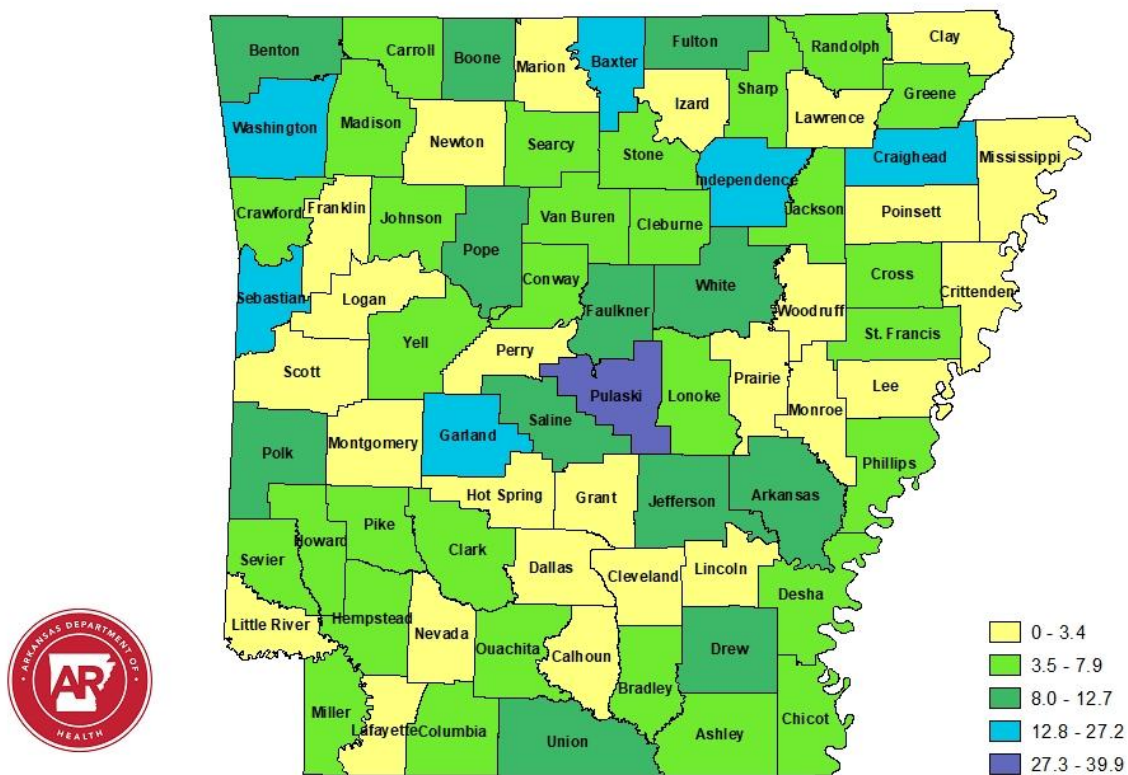 Benton
Carroll
Boone
Marion
Baxter
Fulton
Randolph
Clay
Washington
Madison
Newton
Searcy
Stone
Izard
Sharp
Lawrence
Greene
Independence
Craighead
Mississippi
Crawford
Franklin
Johnson
Pope
Van Buren
Cleburne
Jackson
Poinsett
Sebastian
Logan
Conway
Faulkner
White
Woodruff
Cross
Crittenden
Scott
Yell
Perry
Pulaski
Lonoke
Prairie
St. Francis
Monroe
Lee
Polk
Montgomery
Garland
Saline
Hot Spring
Grant
Jefferson
Arkansas
Phillips
Sevier
Howard
Pike
Clark
Dallas
Cleveland
Lincoln
Desha
Little River
Hempstead
Nevada
Ouachita
Calhoun
Bradley
Drew
Miller
Lafayette
Columbia
Union
Ashley
Chicot
ARKANSAS DEPARTMENT OF
AR
HEALTH
0 - 3.4
3.5 - 7.9
8.0 - 12.7
12.8 - 27.2
27.3 - 39.9